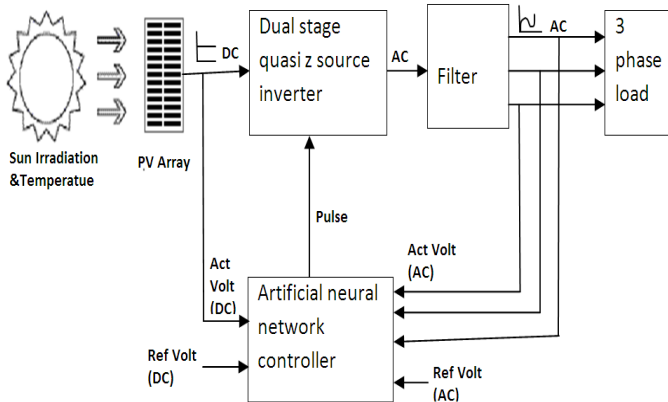 DC
Dual stage
quasi z source
inverter
AC
Filter
AC
3
phase
load
Sun Irradiation
&Temperatue
PV Array
Pulse
Act
Volt
(DC)
Act Volt
(AC)
Artificial neural
network
controller
Ref Volt
(DC)
Ref Volt
(AC)